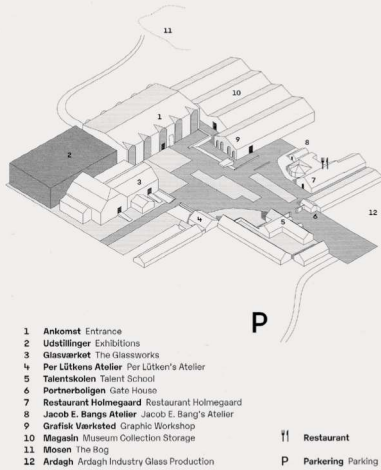 11
10
1
9
2
8
3
7
6
12
4
5
P
1 Ankomst Entrance
2 Udstillinger Exhibitions
3 Glasværket The Glassworks
4 Per Lütkens Atelier Per Lütken's Atelier
5 Talentskolen Talent School
6 Portnerboligen Gate House
7 Restaurant Holmegaard Restaurant Holmegaard
8 Jacob E. Bangs Atelier Jacob E. Bang's Atelier
9 Grafisk Værksted Graphic Workshop
10 Magasin Museum Collection Storage
11 Mosen The Bog
12 Ardagh Ardagh Industry Glass Production
Restaurant
P Parkering Parking